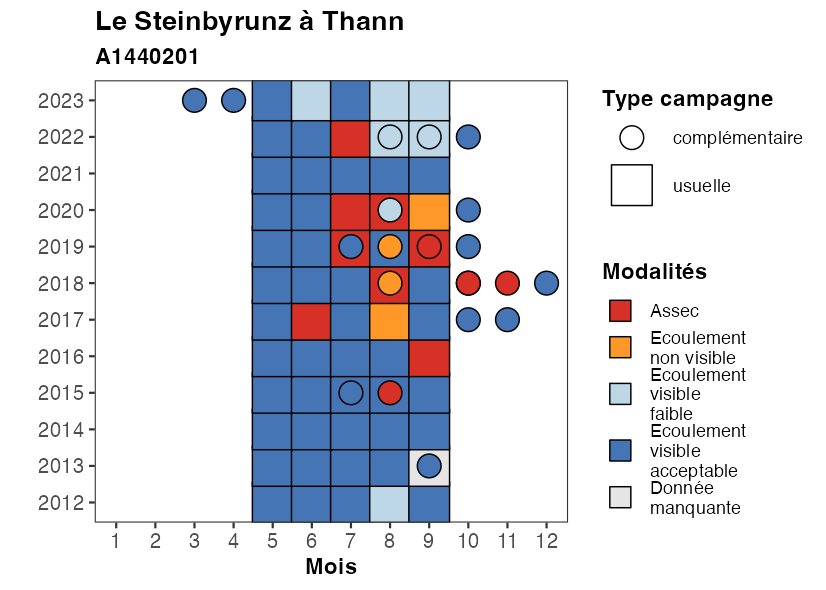 Le Steinbyrunz à Thann
A1440201
2023
2022
2021
2020
2019
2018
2017
2016
2015
2014
2013
2012
1 2 3 4 5 6 7 8 9 10 11 12
Mois
Type campagne
complémentaire
usuelle
Modalités
Assec
Ecoulement
non visible
Ecoulement
visible
faible
Ecoulement
visible
acceptable
Donnée
manquante